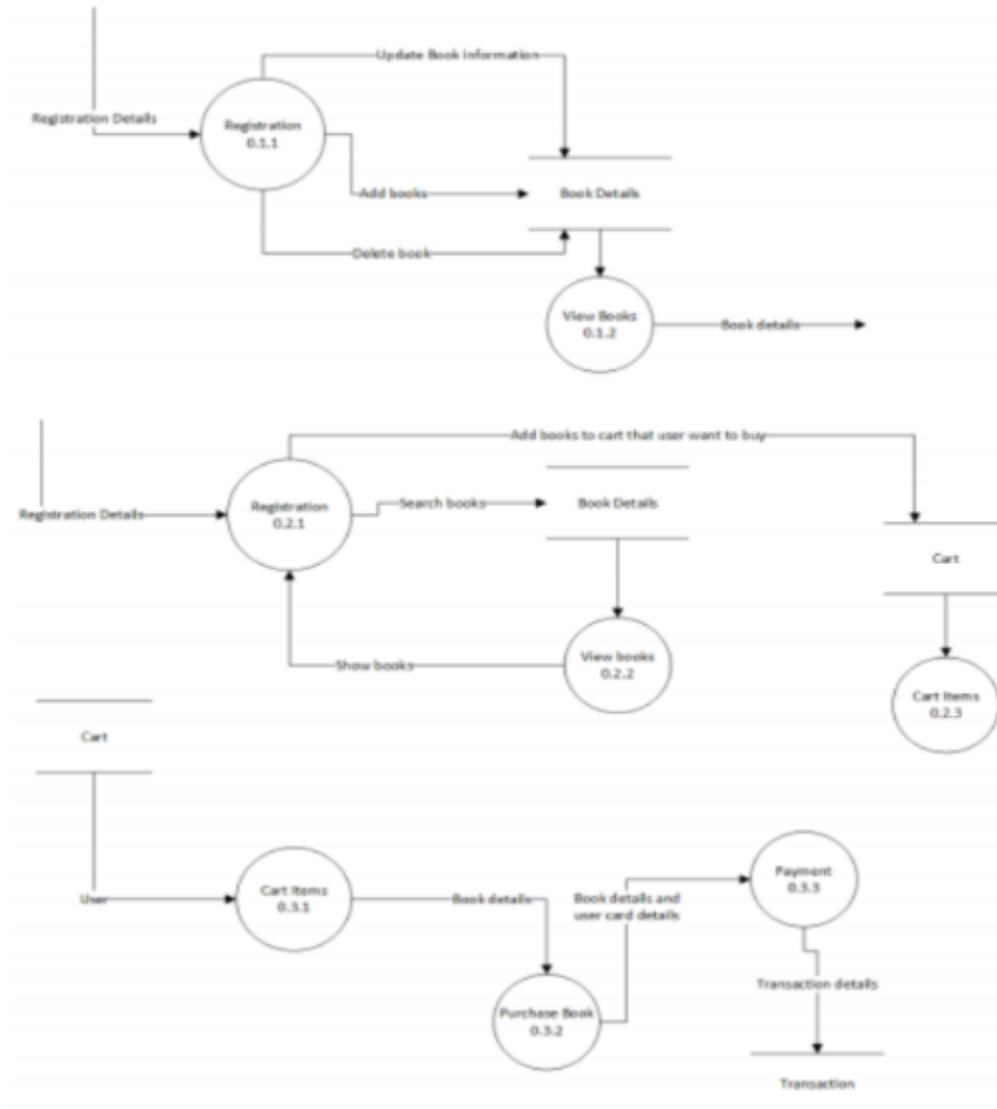 Update Book Information
Registration Details
Registration
0.1.1
Add books
Book Details
Delete book
View Books
0.1.2
Book details
Add books to cart that user want to buy
Registration Details
Registration
0.2.1
Search books
Book Details
Cart
Show books
View books
0.2.2
Cart Items
0.2.3
Cart
User
Cart Items
0.3.1
Book details
Book details and
user card details
Payment
0.3.3
Purchase Book
0.3.2
Transaction details
Transaction